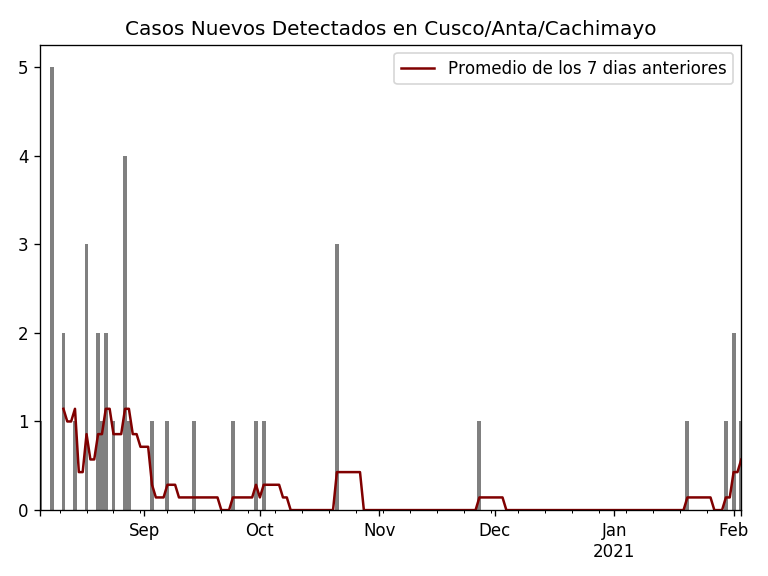 Casos Nuevos Detectados en Cusco/Anta/Cachimayo
Promedio de los 7 dias anteriores
5
4
3
2
1
0
Sep Oct Nov Dec Jan Feb
2021